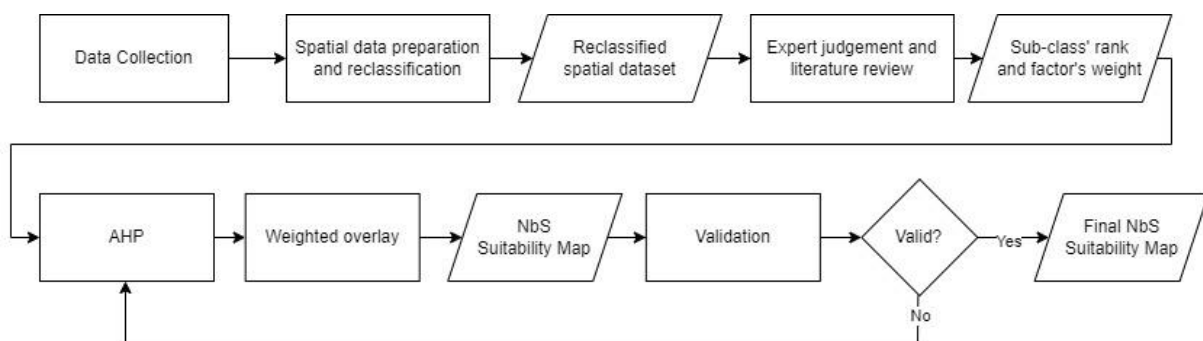 Data Collection
Spatial data preparation
and reclassification
Reclassified
spatial dataset
Expert judgement and
literature review
Sub-class' rank
and factor's weight
AHP
Weighted overlay
NbS
Suitability Map
Validation
Valid?
Yes
Final NbS
Suitability Map
No